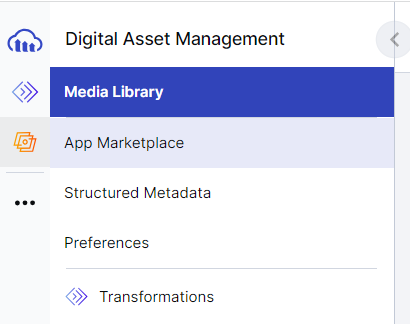 Digital Asset Management
Media Library
App Marketplace
Structured Metadata
Preferences
Transformations